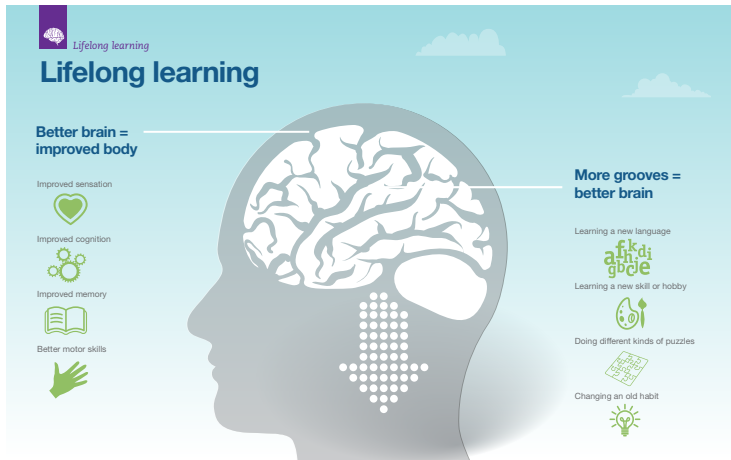 Lifelong learning
Lifelong learning
Better brain =
improved body
Improved sensation
Improved cognition
Improved memory
Better motor skills
More grooves =
better brain
Learning a new language
afhkdi
gbcje
Learning a new skill or hobby
Doing different kinds of puzzles
Changing an old habit